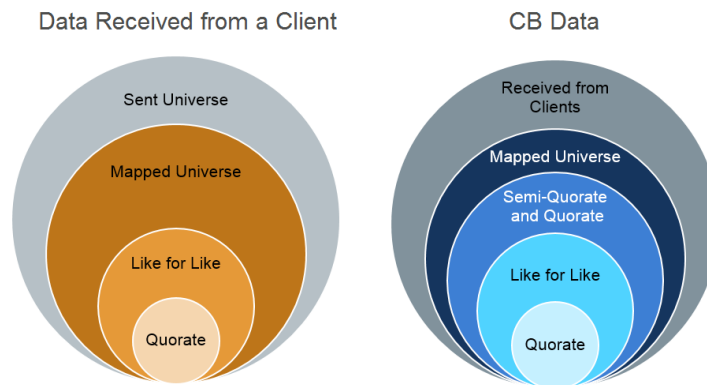 Data Received from a Client
Sent Universe
Mapped Universe
Like for Like
Quorate
CB Data
Received from
Clients
Mapped Universe
Semi-Quorate
and Quorate
Like for Like
Quorate